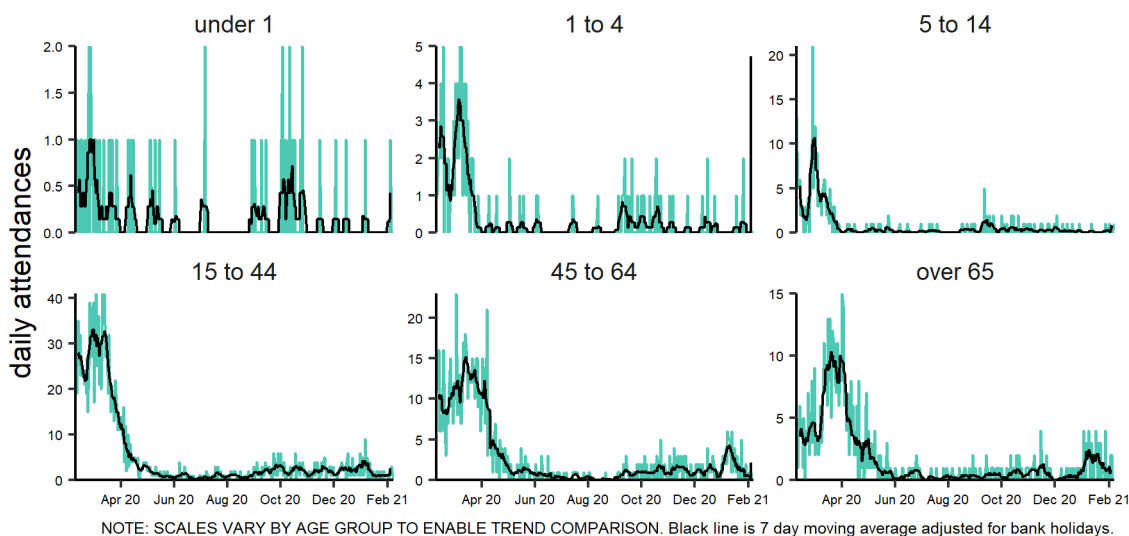 under 1
1 to 4
5 to 14
2.0
1.5
1.0
0.5
0.0
5
4
3
2
1
0
20
15
10
5
0
daily attendances
15 to 44
45 to 64
over 65
40
30
20
10
0
20
15
10
5
0
15
10
5
0
Apr 20 Jun 20 Aug 20 Oct 20 Dec 20 Feb 21
Apr 20 Jun 20 Aug 20 Oct 20 Dec 20 Feb 21
Apr 20 Jun 20 Aug 20 Oct 20 Dec 20 Feb 21
NOTE: SCALES VARY BY AGE GROUP TO ENABLE TREND COMPARISON. Black line is 7 day moving average adjusted for bank holidays.